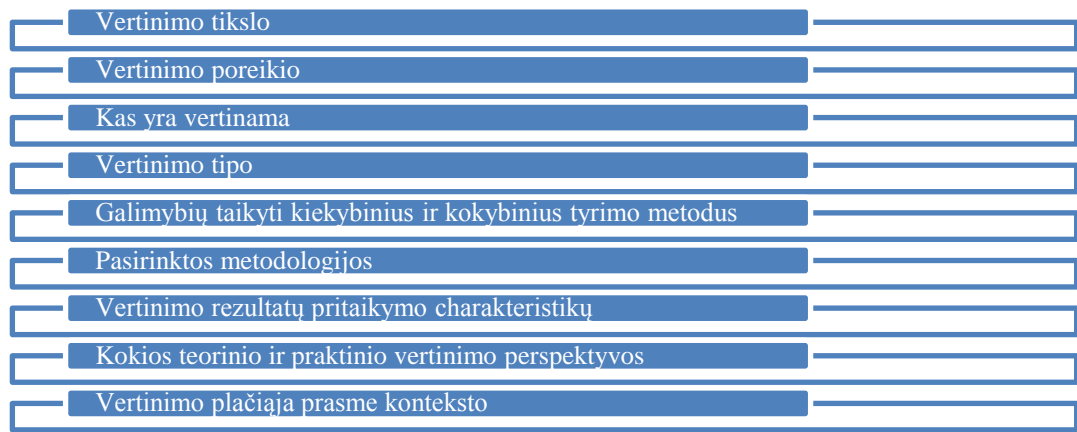 Vertinimo tikslo
Vertinimo poreikio
Kas yra vertinama
Vertinimo tipo
Galimybių taikyti kiekybinius ir kokybinius tyrimo metodus
Pasirinktos metodologijos
Vertinimo rezultatų pritaikymo charakteristikų
Kokios teorinio ir praktinio vertinimo perspektyvos
Vertinimo plačiąja prasme konteksto